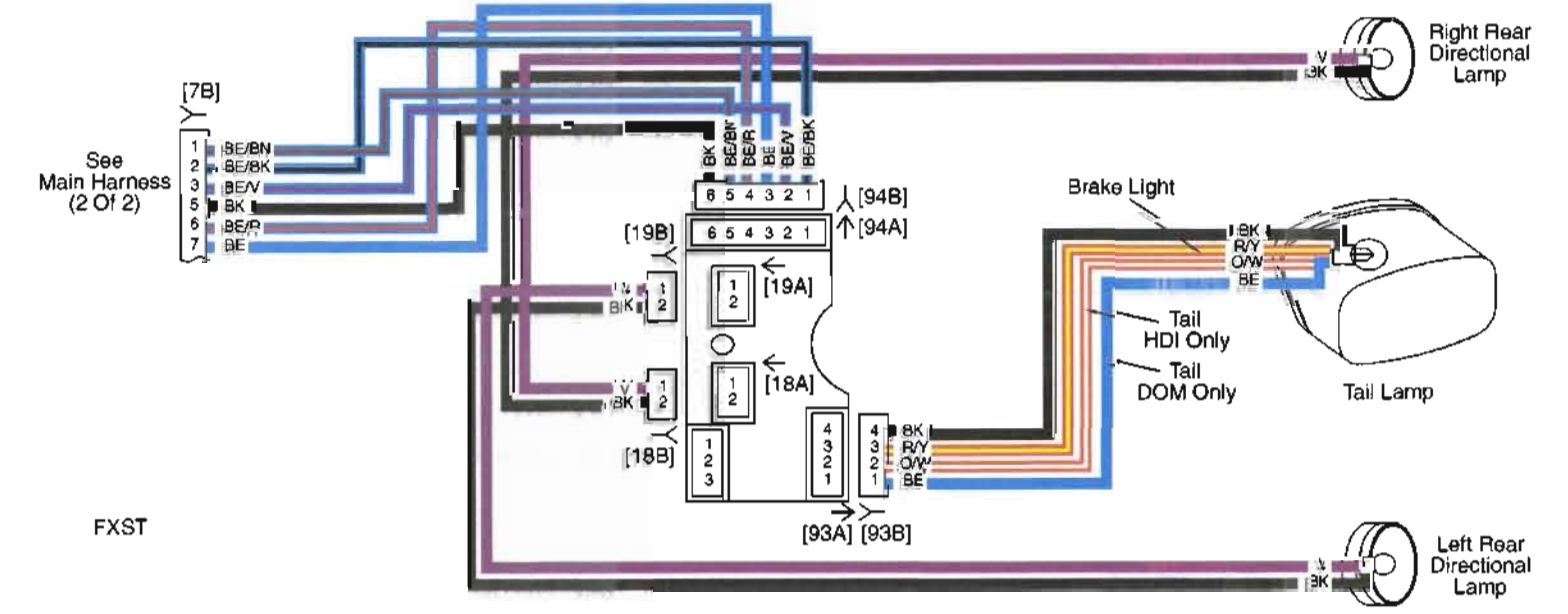 Right Rear
Directional
Lamp
V
BK
[7B]
See
Main Harness
(2 Of 2)
1 BE/BN
2 BE/BK
3 BE/V
5 BK
6 BE/R
7 BE
BK BE/BN BE/R BE BE/V BE/BK
6 5 4 3 2 1
[94B]
6 5 4 3 2 1
[94A]
[19B]
1
BK 2
1
2
[19A]
V 1
BK 2
1
2
[18A]
[18B]
1
2
3
4
3
2
1
4 BK
3 R/Y
2 O/W
1 BE
[93A] [93B]
Brake Light
BK
R/Y
O/W
BE
Tail
HDI Only
Tail
DOM Only
Tail Lamp
FXST
BK
Left Rear
Directional
Lamp